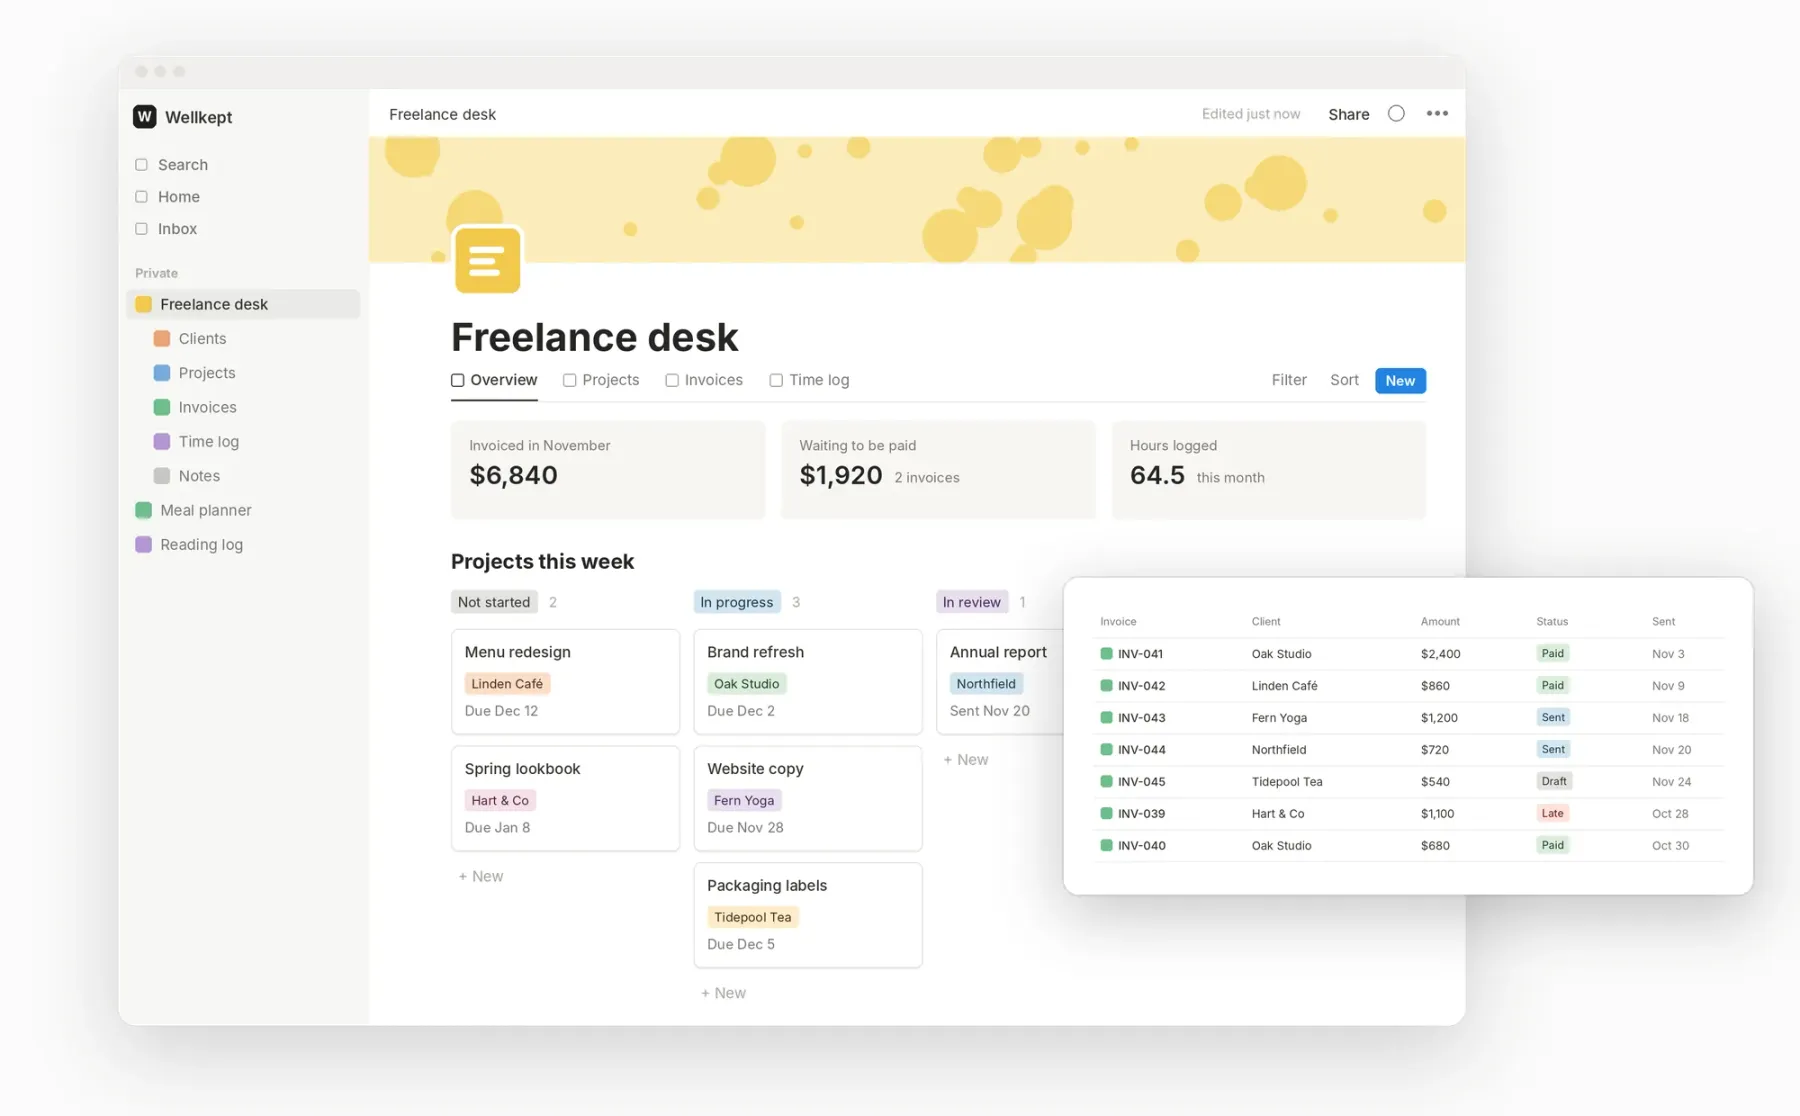 W Wellkept
Search
Home
Inbox
Private
Freelance desk
Clients
Projects
Invoices
Time log
Notes
Meal planner
Reading log
Freelance desk
Edited just now Share
Freelance desk
Overview Projects Invoices Time log Filter Sort New
Invoiced in November
$6,840
Waiting to be paid
$1,920 2 invoices
Hours logged
64.5 this month
Projects this week
Not started 2
Menu redesign
Linden Café
Due Dec 12
Spring lookbook
Hart & Co
Due Jan 8
+ New
In progress 3
Brand refresh
Oak Studio
Due Dec 2
Website copy
Fern Yoga
Due Nov 28
Packaging labels
Tidepool Tea
Due Dec 5
+ New
In review 1
Annual report
Northfield
Sent Nov 20
+ New
Invoice Client Amount Status Sent
INV-041 Oak Studio $2,400 Paid Nov 3
INV-042 Linden Café $860 Paid Nov 9
INV-043 Fern Yoga $1,200 Sent Nov 18
INV-044 Northfield $720 Sent Nov 20
INV-045 Tidepool Tea $540 Draft Nov 24
INV-039 Hart & Co $1,100 Late Oct 28
INV-040 Oak Studio $680 Paid Oct 30